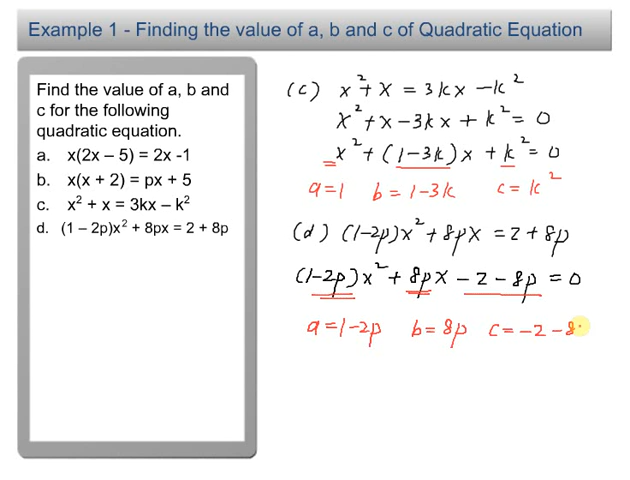 Example 1 - Finding the value of a, b and c of Quadratic Equation
Find the value of a, b and
c for the following
quadratic equation.
a. x(2x – 5) = 2x -1
b. x(x + 2) = px + 5
c. x² + x = 3kx – k²
d. (1 – 2p)x² + 8px = 2 + 8p
(c) x² + x = 3kx – k²
x² + x – 3kx + k² = 0
x² + (1–3k)x + k² = 0
a=1 b = 1–3k c = k²
(d) (1–2p)x² + 8px = 2 + 8p
(1–2p)x² + 8px – 2 – 8p = 0
a = 1–2p b = 8p c = –2 – 8